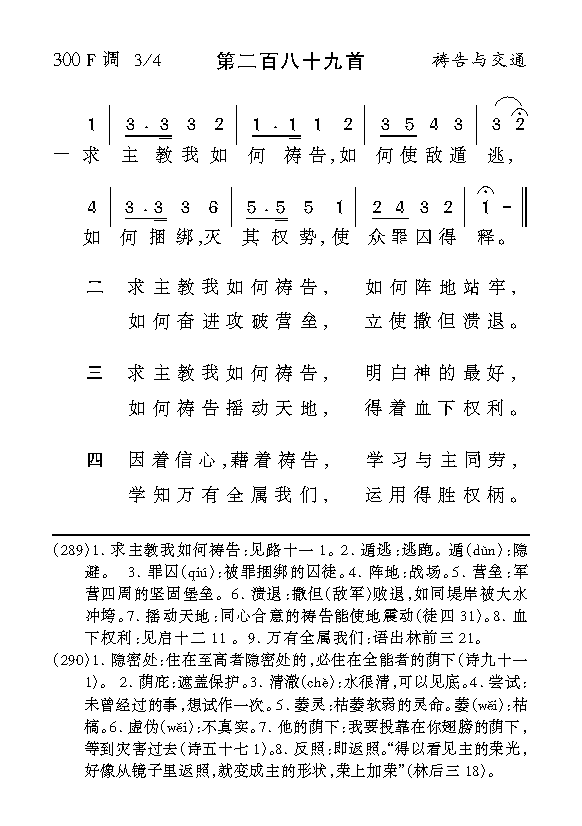 300 F 调 3/4 第二百八十九首 祷告与交通
1 | 3 . 3 3 2 | 1 . 1 1 2 | 3 5 4 3 | 3 2
一 求 主 教 我 如 何 祷 告,如 何 使 敌 遁 逃,
4 | 3 . 3 3 6 | 5 . 5 5 1 | 2 4 3 2 | 1 - ‖
如 何 捆 绑,灭 其 权 势,使 众 罪 囚 得 释。
二 求主教我如何祷告, 如何阵地站牢,
如何奋进攻破营垒, 立使撒但溃退。
三 求主教我如何祷告, 明白神的最好,
如何祷告摇动天地, 得着血下权利。
四 因着信心,藉着祷告, 学习与主同劳,
学知万有全属我们, 运用得胜权柄。
(289)1. 求主教我如何祷告:见路十一 1。2. 遁逃:逃跑。遁(dùn):隐
避。 3. 罪囚(qiú):被罪捆绑的囚徒。4. 阵地:战场。5. 营垒:军
营四周的坚固堡垒。 6. 溃退:撒但(敌军)败退,如同堤岸被大水
冲垮。7. 摇动天地:同心合意的祷告能使地震动(徒四 31)。8. 血
下权利:见启十二 11 。9. 万有全属我们:语出林前三 21。
(290)1. 隐密处:住在至高者隐密处的,必住在全能者的荫下(诗九十一
1)。 2. 荫庇:遮盖保护。3. 清澈(chè):水很清,可以见底。4. 尝试:
未曾经过的事,想试作一次。5. 萎灵:枯萎软弱的灵命。萎(wěi):枯
槁。6. 虚伪(wěi):不真实。7. 他的荫下:我要投靠在你翅膀的荫下,
等到灾害过去(诗五十七 1)。8. 反照:即返照。“得以看见主的荣光,
好像从镜子里返照,就变成主的形状,荣上加荣”(林后三 18)。